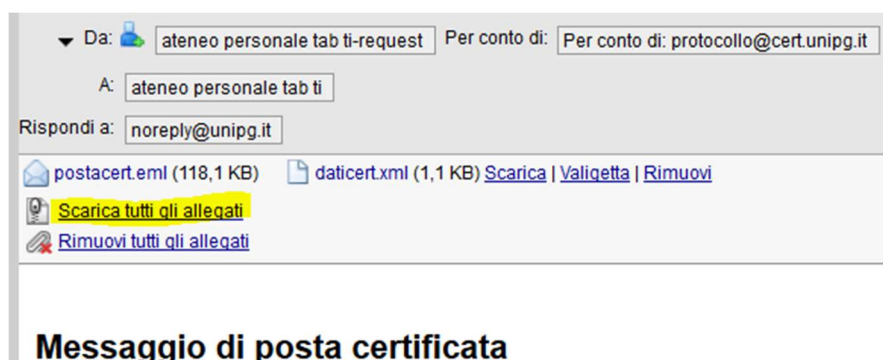 Da: ateneo personale tab ti-request Per conto di: Per conto di: protocollo@cert.unipg.it
A: ateneo personale tab ti
Rispondi a: noreply@unipg.it
postacert.eml (118,1 KB) daticert.xml (1,1 KB) Scarica | Valigetta | Rimuovi
Scarica tutti gli allegati
Rimuovi tutti gli allegati
Messaggio di posta certificata